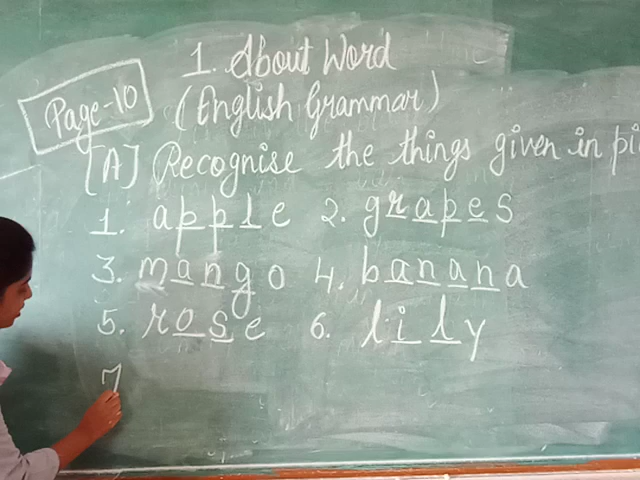 1. About Word
Page-10
(English Grammar)
[A] Recognise the things given in
1. apple 2. grapes
3. mango 4. banana
5. rose 6. lily
7